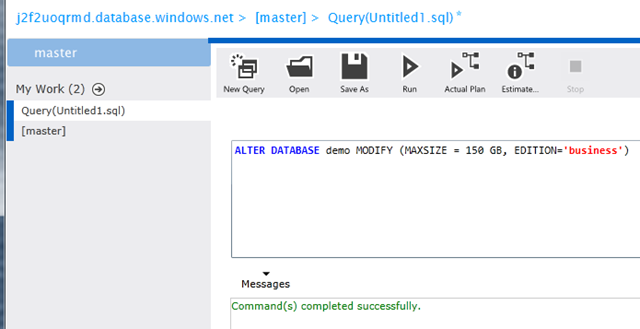 j2f2uoqrmd.database.windows.net > [master] > Query(Untitled1.sql)*
master
My Work (2)
Query(Untitled1.sql)
[master]
New Query Open Save As Run Actual Plan Estimate... Stop
ALTER DATABASE demo MODIFY (MAXSIZE = 150 GB, EDITION='business')
Messages
Command(s) completed successfully.